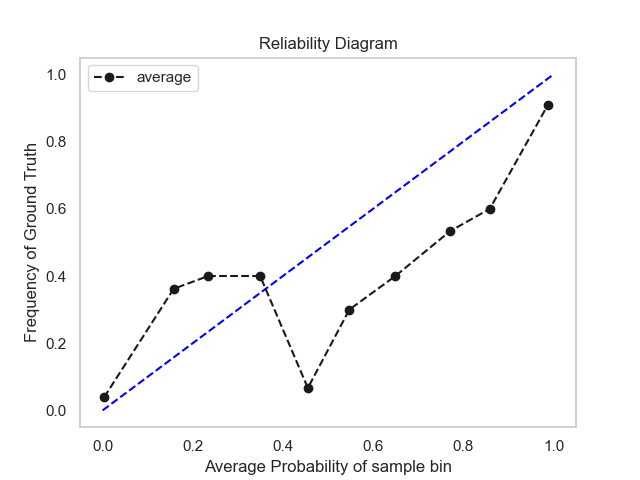 Reliability Diagram
average
Frequency of Ground Truth
1.0
0.8
0.6
0.4
0.2
0.0
0.0 0.2 0.4 0.6 0.8 1.0
Average Probability of sample bin